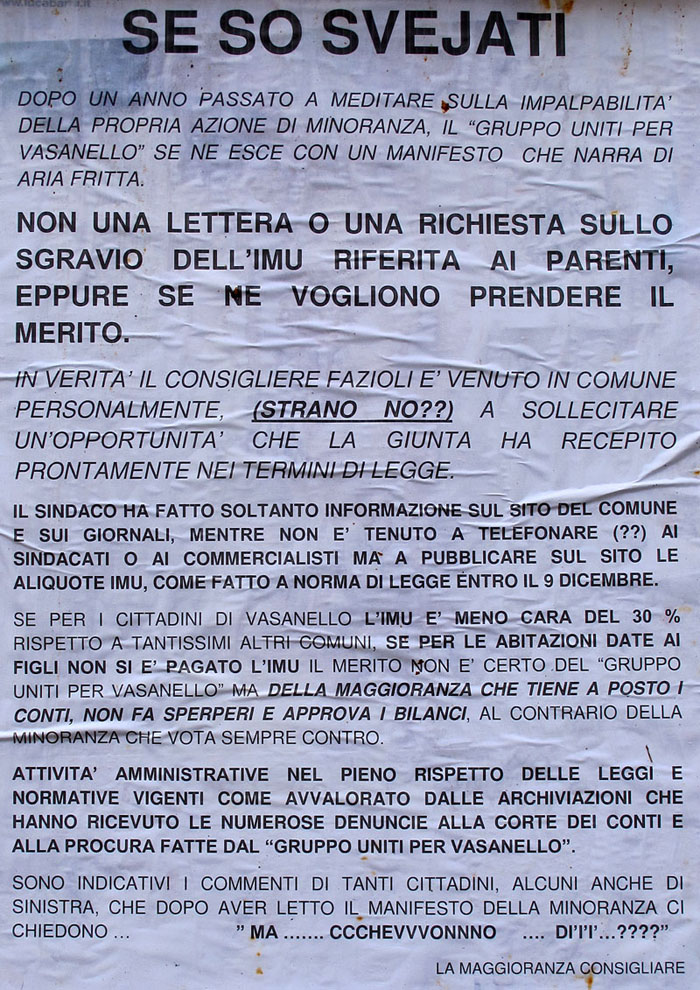 SE SO SVEJATI
DOPO UN ANNO PASSATO A MEDITARE SULLA IMPALPABILITA'
DELLA PROPRIA AZIONE DI MINORANZA, IL "GRUPPO UNITI PER
VASANELLO" SE NE ESCE CON UN MANIFESTO CHE NARRA DI
ARIA FRITTA.
NON UNA LETTERA O UNA RICHIESTA SULLO
SGRAVIO DELL'IMU RIFERITA AI PARENTI,
EPPURE SE NE VOGLIONO PRENDERE IL
MERITO.
IN VERITA' IL CONSIGLIERE FAZIOLI E' VENUTO IN COMUNE
PERSONALMENTE, (STRANO NO??) A SOLLECITARE
UN'OPPORTUNITA' CHE LA GIUNTA HA RECEPITO
PRONTAMENTE NEI TERMINI DI LEGGE.
IL SINDACO HA FATTO SOLTANTO INFORMAZIONE SUL SITO DEL COMUNE
E SUI GIORNALI, MENTRE NON E' TENUTO A TELEFONARE (??) AI
SINDACATI O AI COMMERCIALISTI MA A PUBBLICARE SUL SITO LE
ALIQUOTE IMU, COME FATTO A NORMA DI LEGGE ENTRO IL 9 DICEMBRE.
SE PER I CITTADINI DI VASANELLO L'IMU E' MENO CARA DEL 30 %
RISPETTO A TANTISSIMI ALTRI COMUNI, SE PER LE ABITAZIONI DATE AI
FIGLI NON SI E' PAGATO L'IMU IL MERITO NON E' CERTO DEL "GRUPPO
UNITI PER VASANELLO" MA DELLA MAGGIORANZA CHE TIENE A POSTO I
CONTI, NON FA SPERPERI E APPROVA I BILANCI, AL CONTRARIO DELLA
MINORANZA CHE VOTA SEMPRE CONTRO.
ATTIVITA' AMMINISTRATIVE NEL PIENO RISPETTO DELLE LEGGI E
NORMATIVE VIGENTI COME AVVALORATO DALLE ARCHIVIAZIONI CHE
HANNO RICEVUTO LE NUMEROSE DENUNCIE ALLA CORTE DEI CONTI E
ALLA PROCURA FATTE DAL "GRUPPO UNITI PER VASANELLO".
SONO INDICATIVI I COMMENTI DI TANTI CITTADINI, ALCUNI ANCHE DI
SINISTRA, CHE DOPO AVER LETTO IL MANIFESTO DELLA MINORANZA CI
CHIEDONO ... " MA ....... CCCHEVVVONNNO .... DI'I'I'...????"
LA MAGGIORANZA CONSIGLIARE